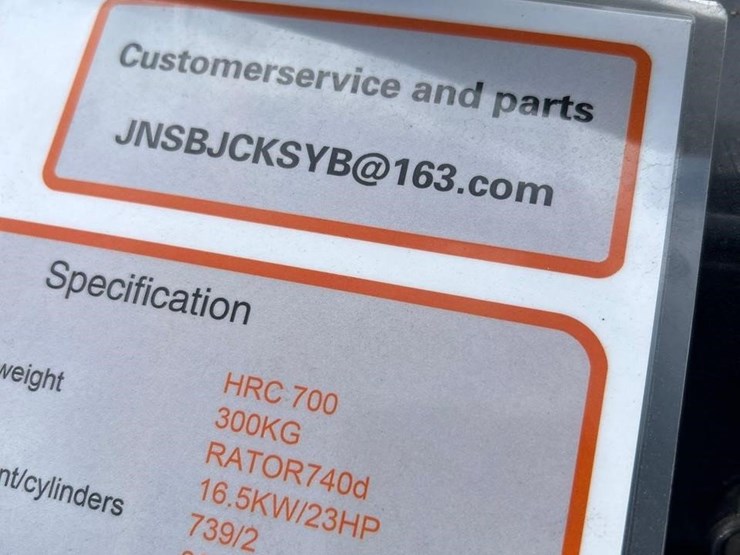 Customerservice and parts
JNSBJCKSYB@163.com
Specification
weight
HRC 700
300KG
RATOR740d
nt/cylinders
16.5KW/23HP
739/2